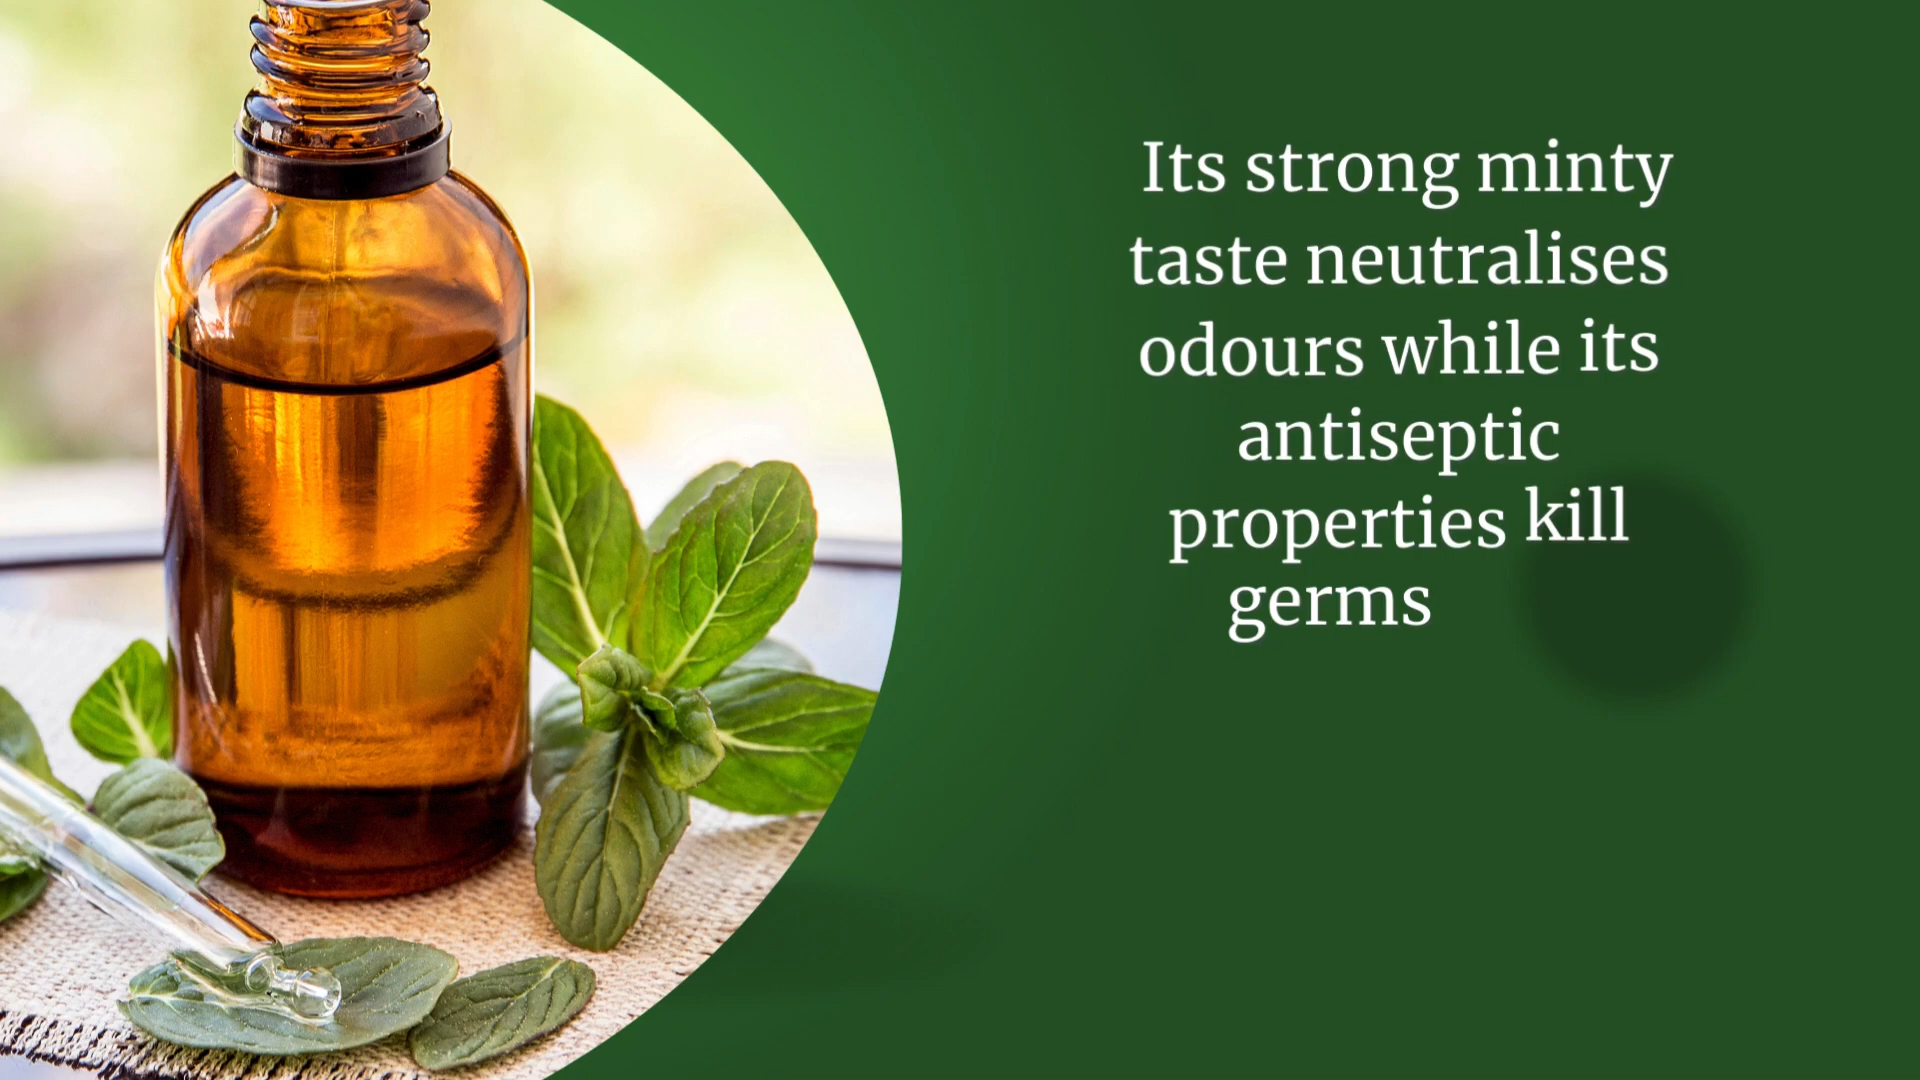 Its strong minty
taste neutralises
odours while its
antiseptic
properties kill
germs